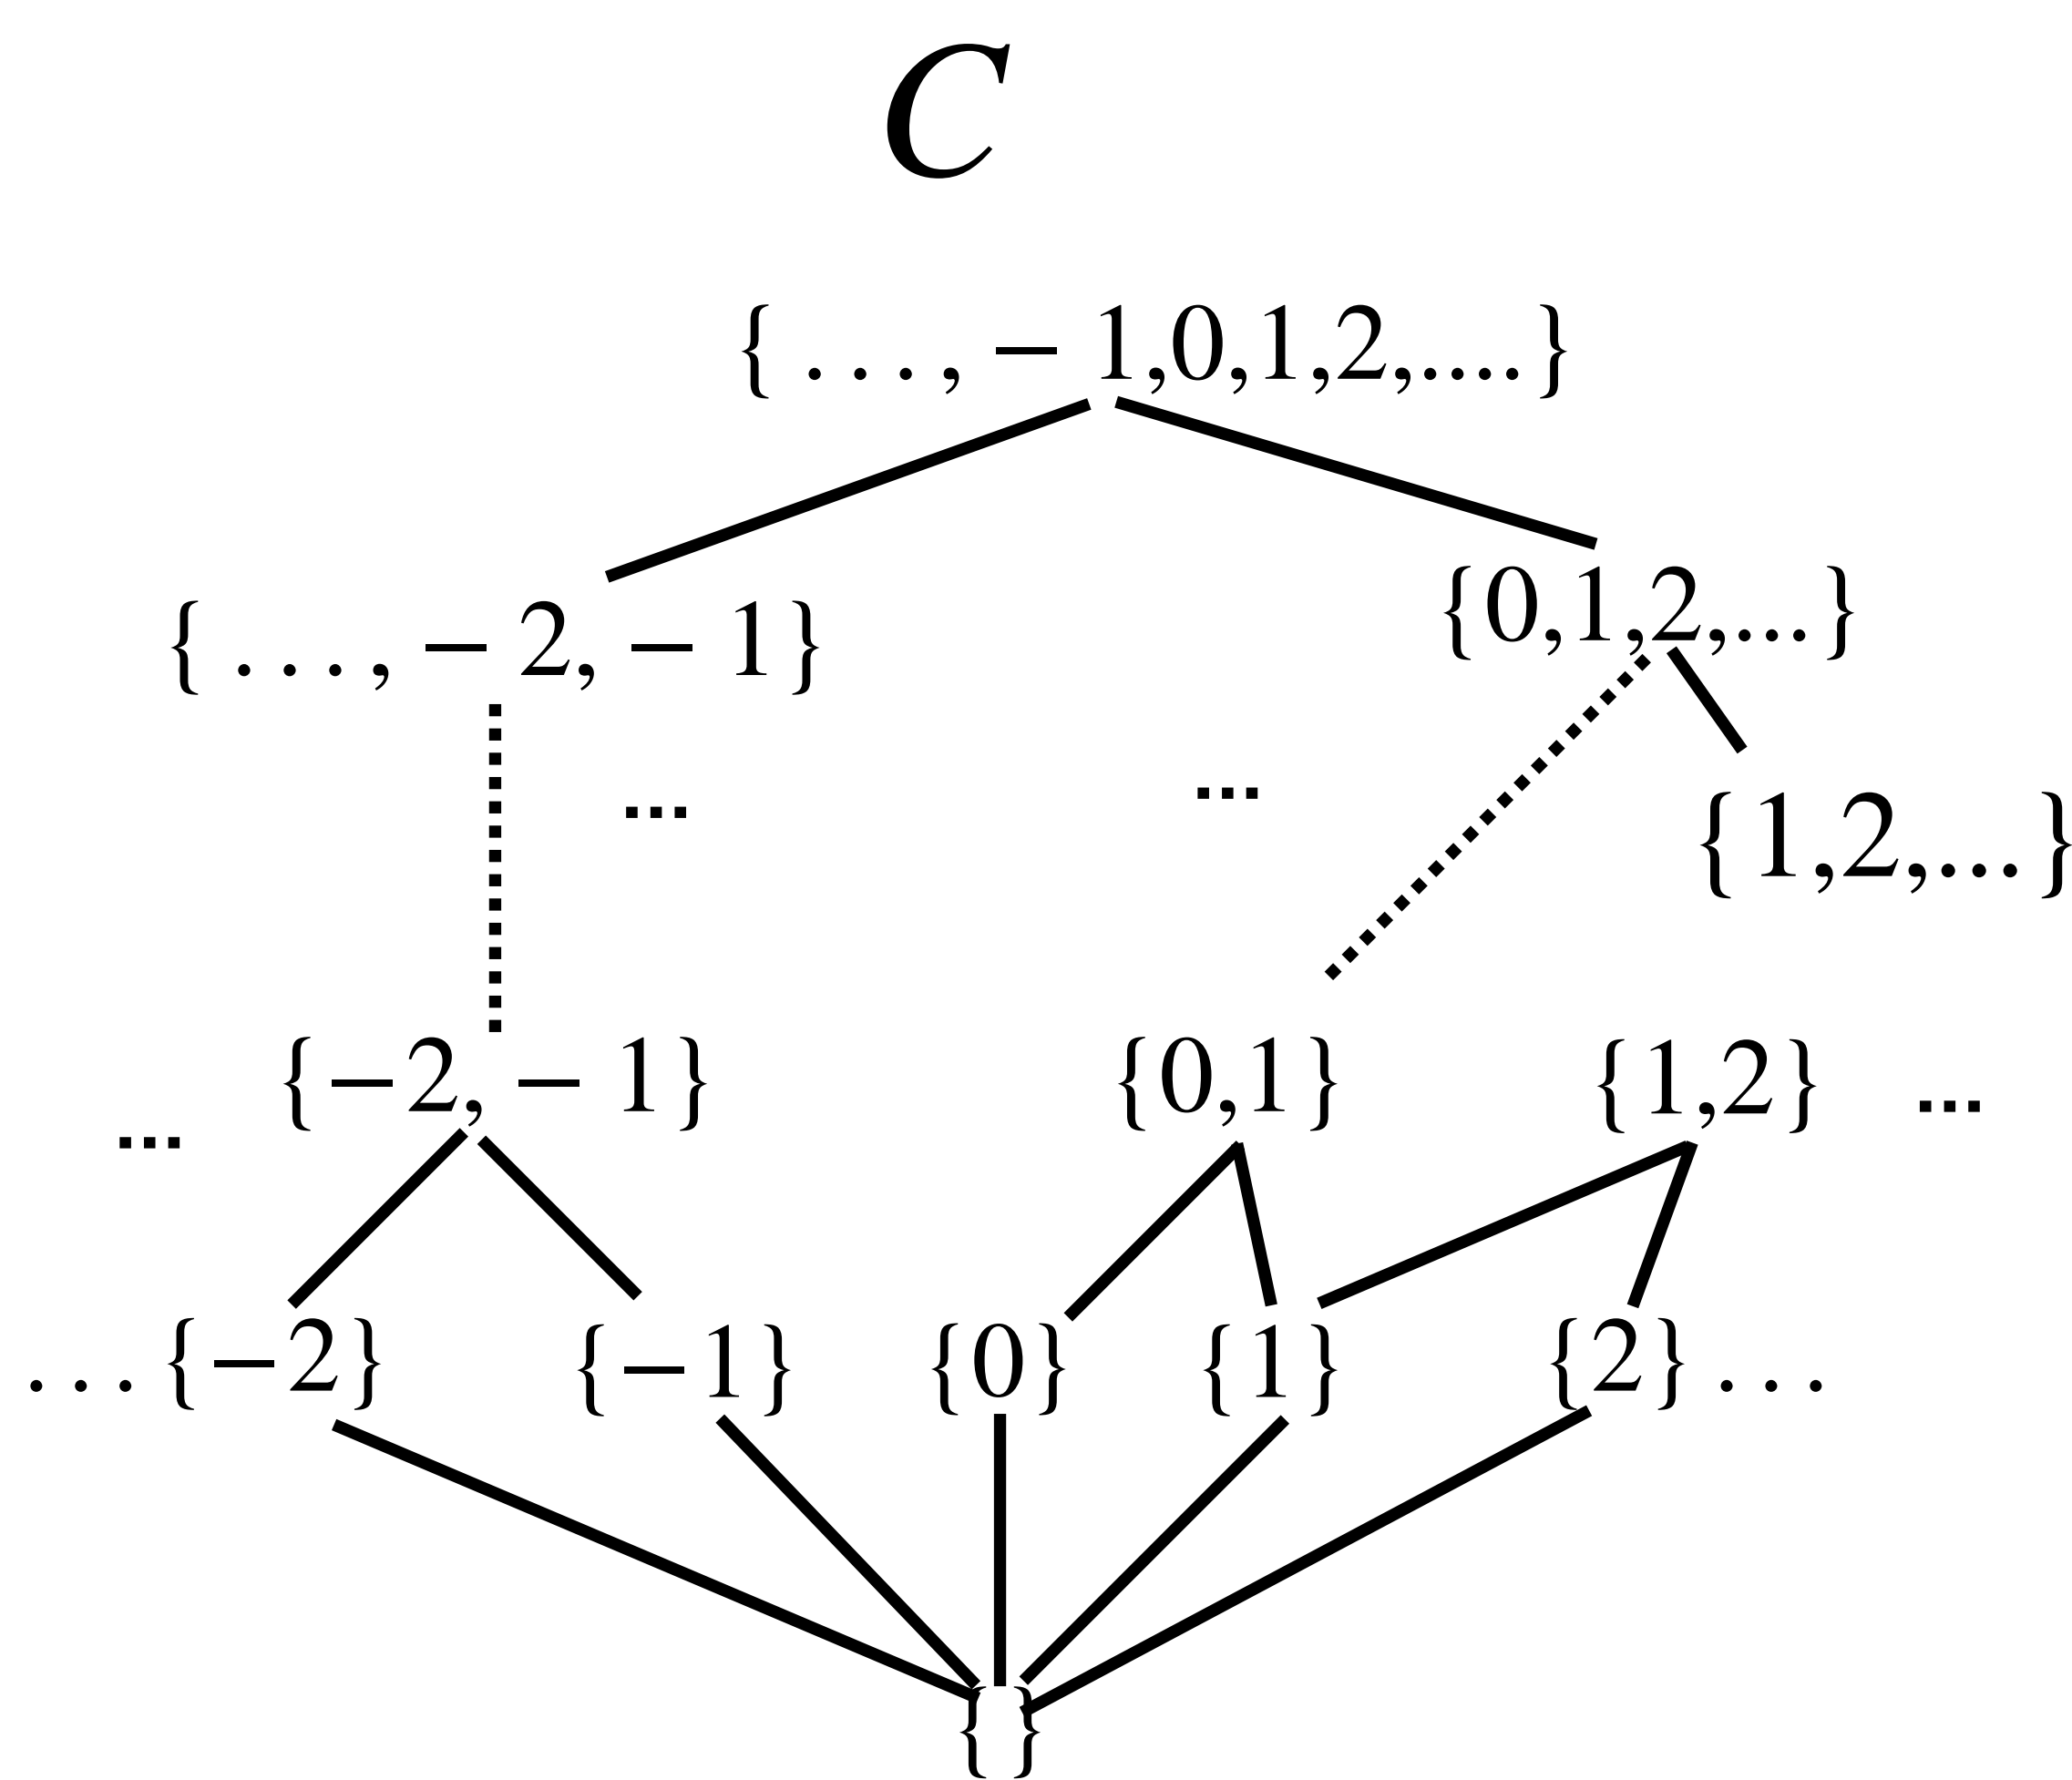 C
{ . . . , − 1,0,1,2,....}
{ . . . , − 2, − 1} {0,1,2,...}
... ...
{1,2,...}
{−2, − 1} {0,1} {1,2} ...
...
. . . {−2} {−1} {0} {1} {2} . . .
{ }